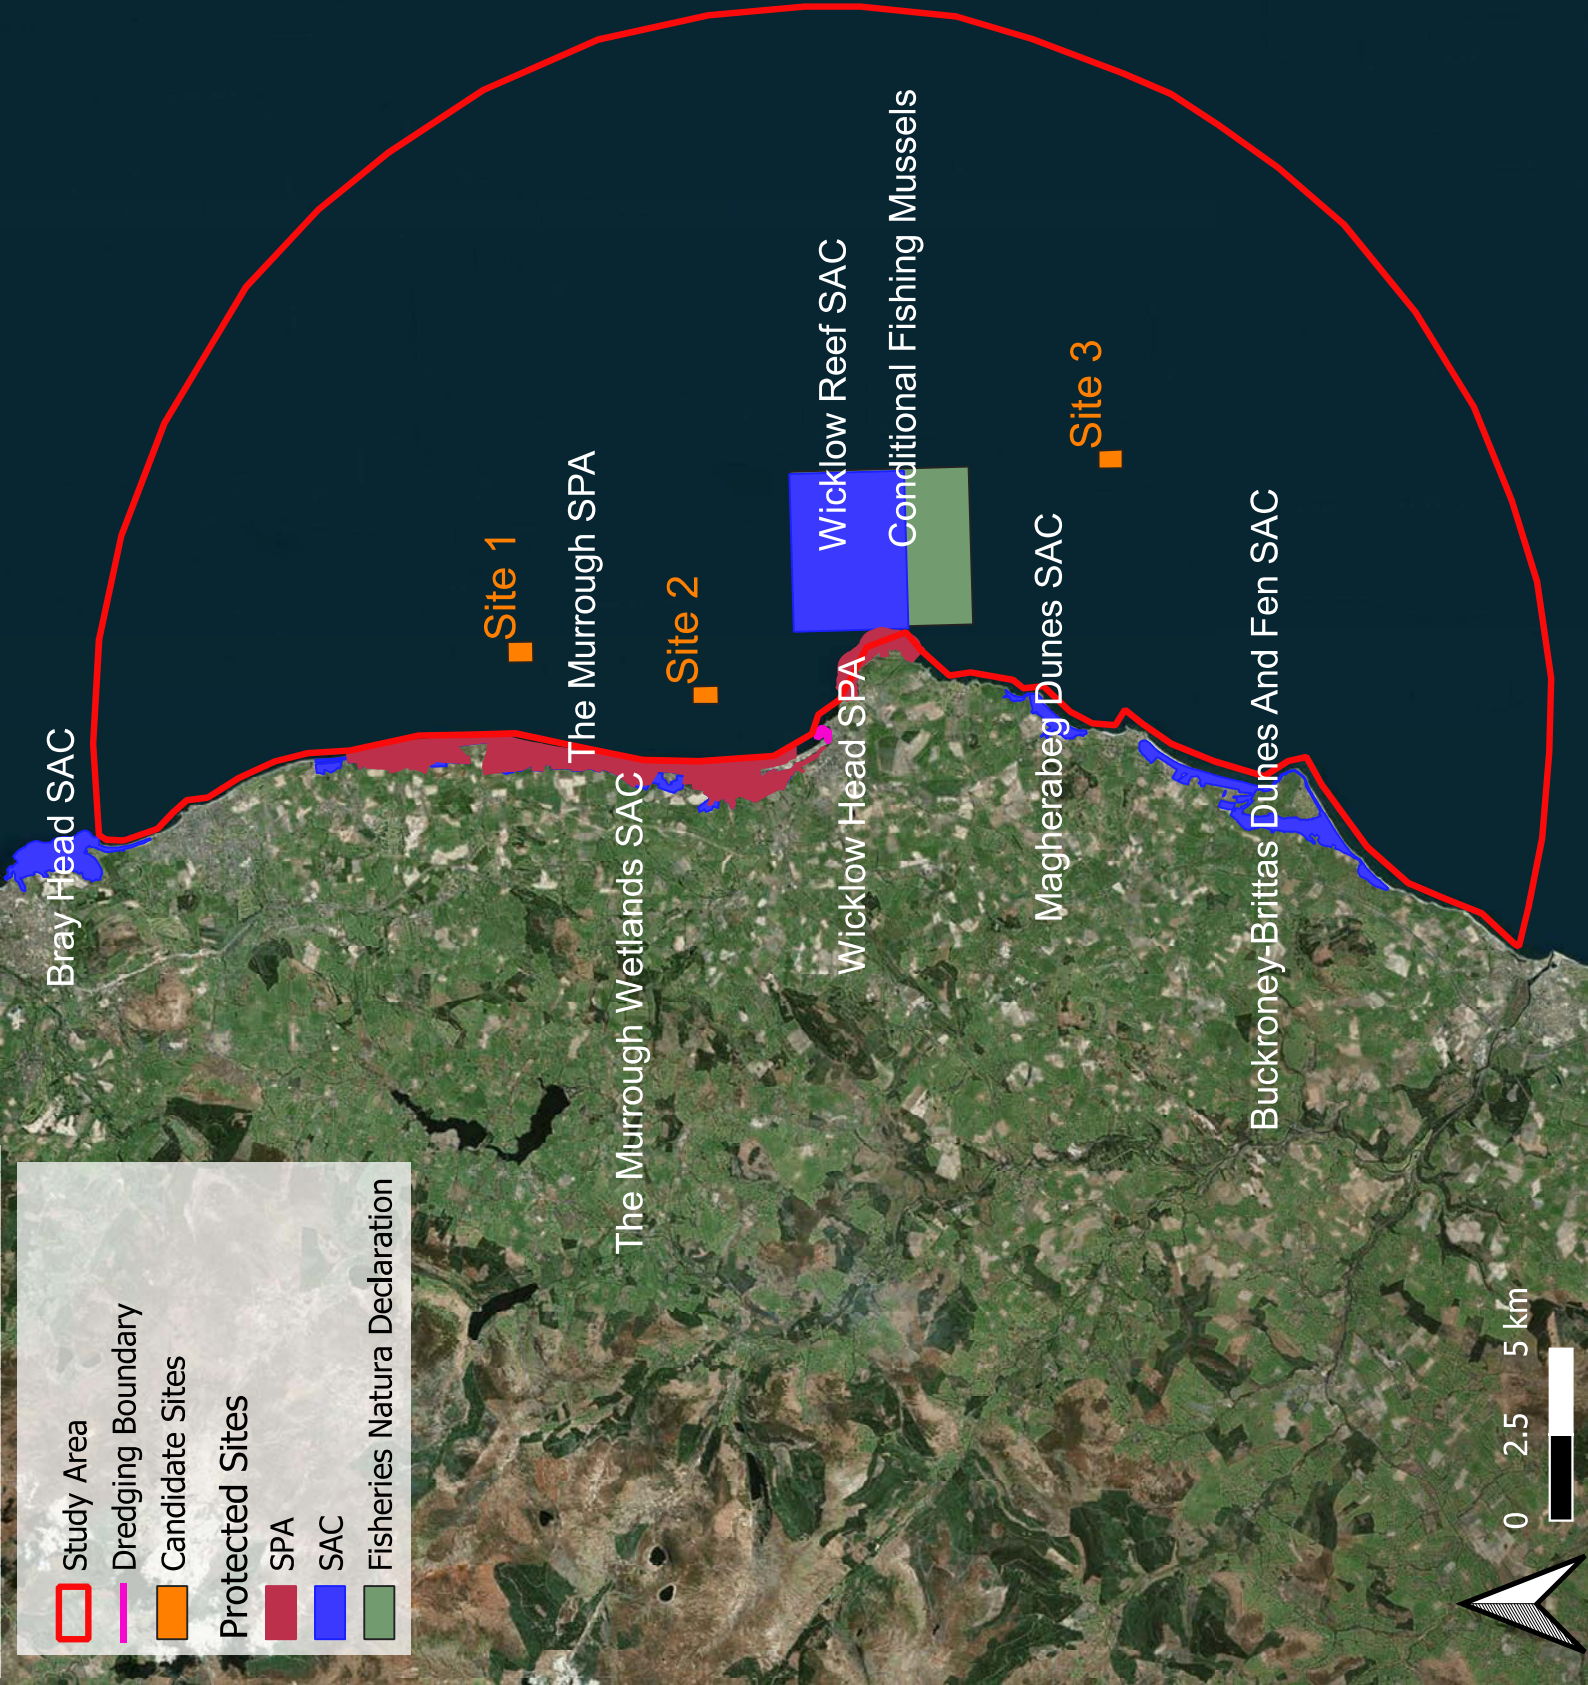 Study Area
Dredging Boundary
Candidate Sites
Protected Sites
SPA
SAC
Fisheries Natura Declaration
Bray Head SAC
Site 1
The Murrough SPA
The Murrough Wetlands SAC
Site 2
Wicklow Reef SAC
Wicklow Head SPA
Conditional Fishing Mussels
Magherabeg Dunes SAC
Site 3
Buckroney-Brittas Dunes And Fen SAC
0 2.5 5 km